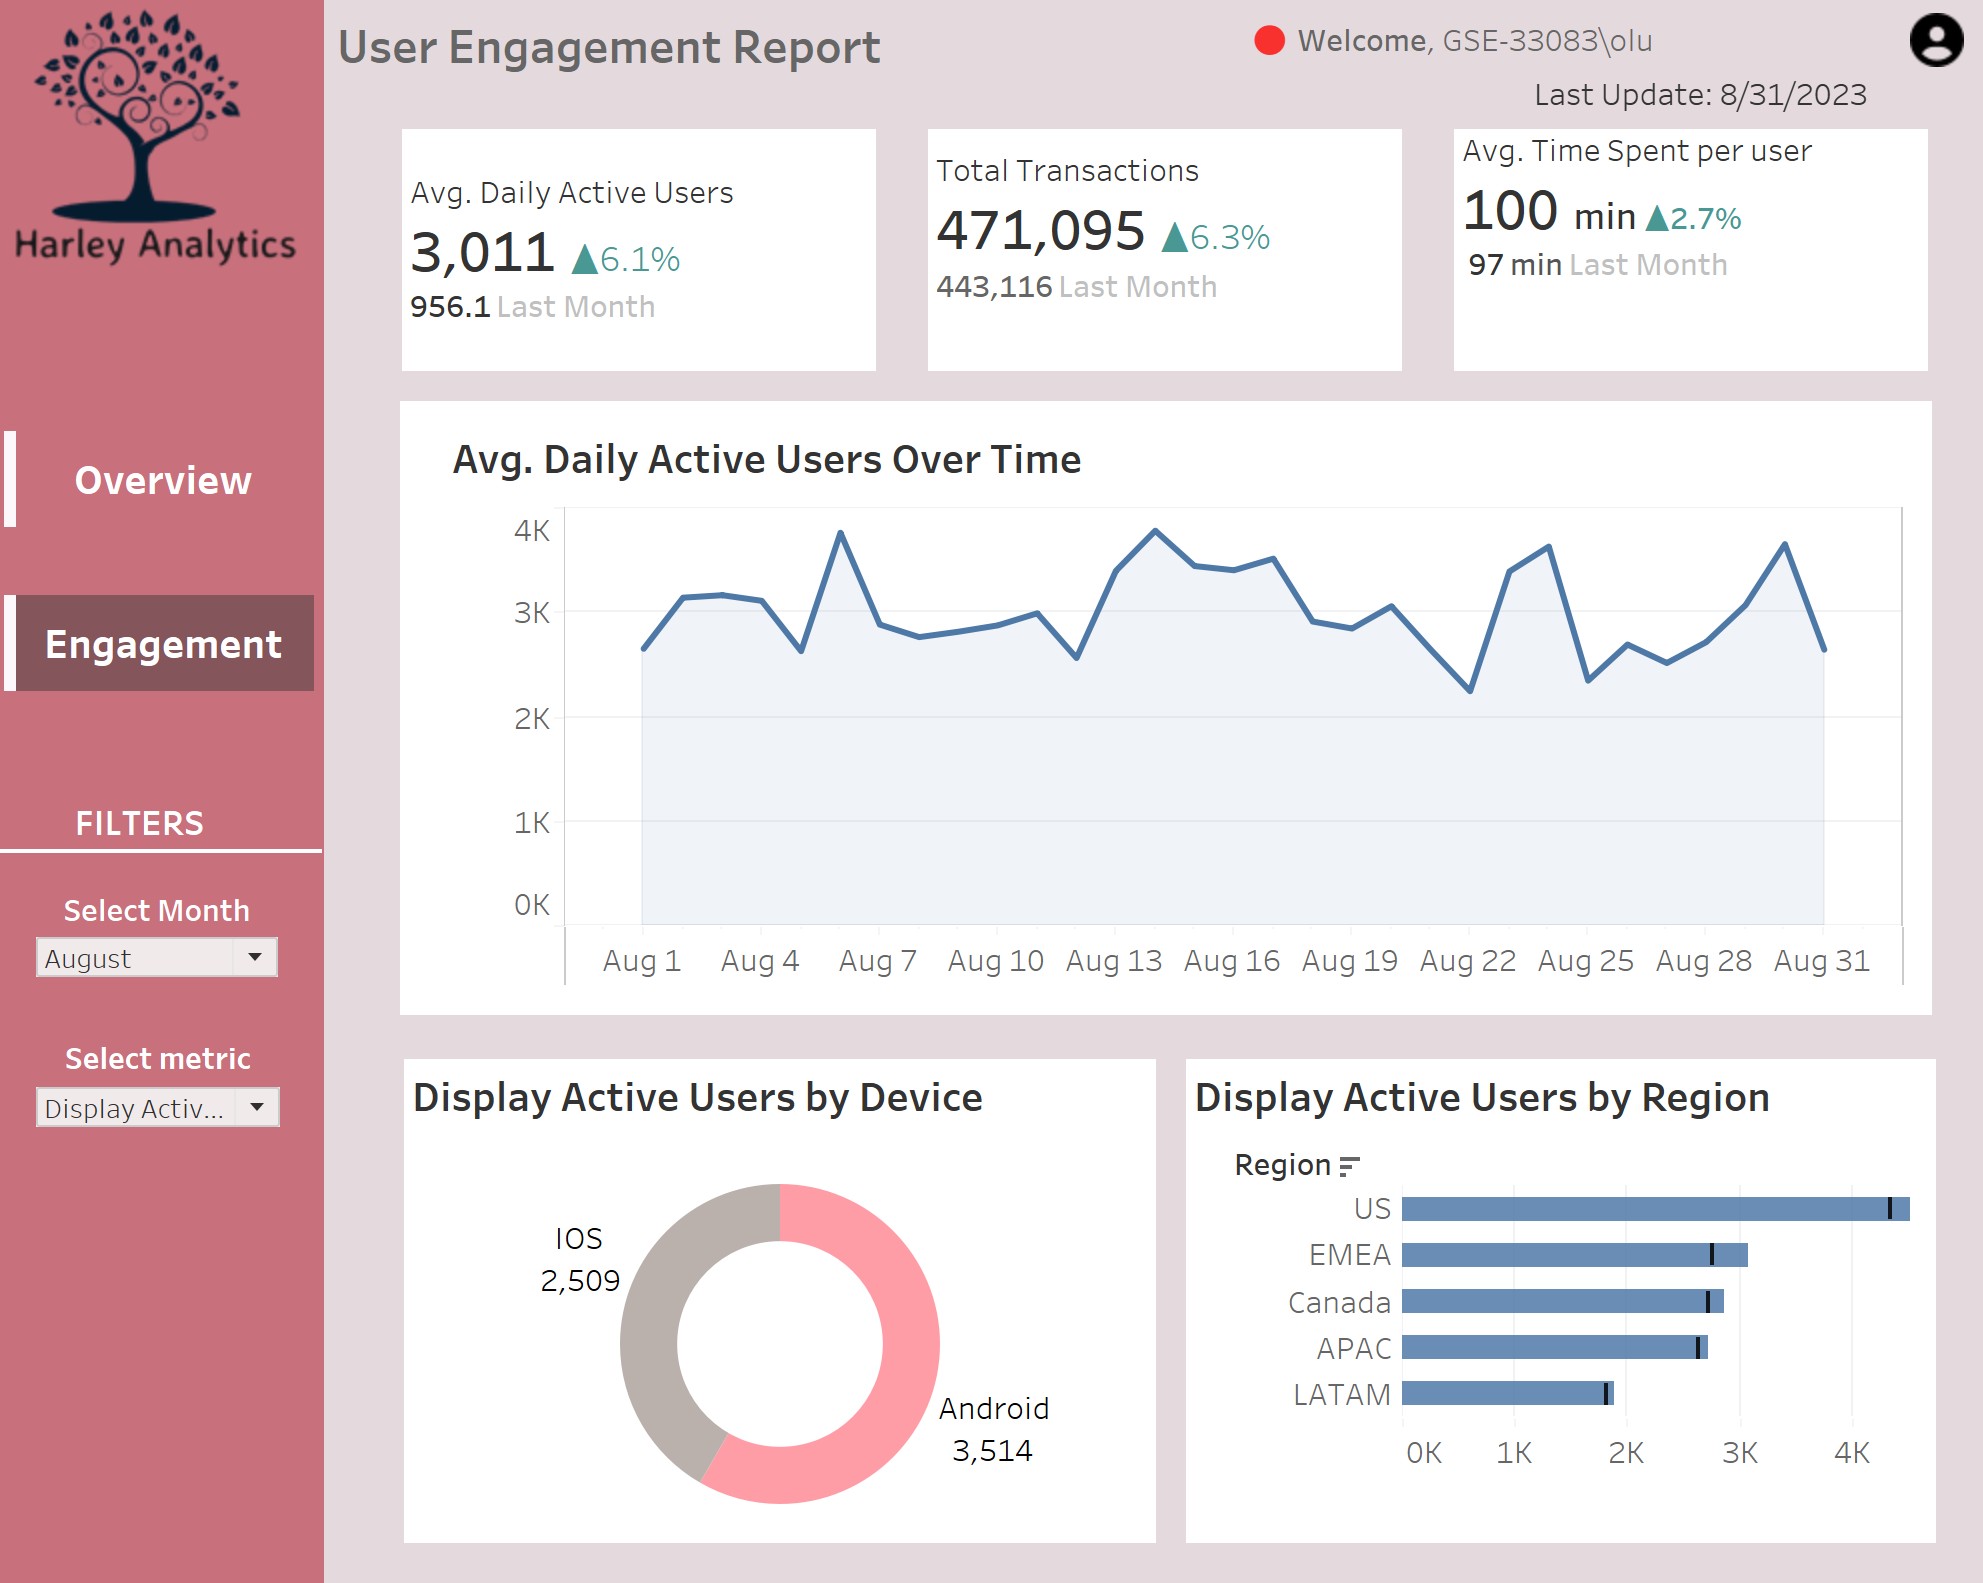 Harley Analytics
Overview
Engagement
FILTERS
Select Month
August
Select metric
Display Activ...
User Engagement Report
Welcome, GSE-33083\olu
Last Update: 8/31/2023
Avg. Daily Active Users
3,011 ▲6.1%
956.1 Last Month
Total Transactions
471,095 ▲6.3%
443,116 Last Month
Avg. Time Spent per user
100 min ▲2.7%
97 min Last Month
Avg. Daily Active Users Over Time
4K
3K
2K
1K
0K
Aug 1 Aug 4 Aug 7 Aug 10 Aug 13 Aug 16 Aug 19 Aug 22 Aug 25 Aug 28 Aug 31
Display Active Users by Device
IOS
2,509
Android
3,514
Display Active Users by Region
Region
US
EMEA
Canada
APAC
LATAM
0K 1K 2K 3K 4K